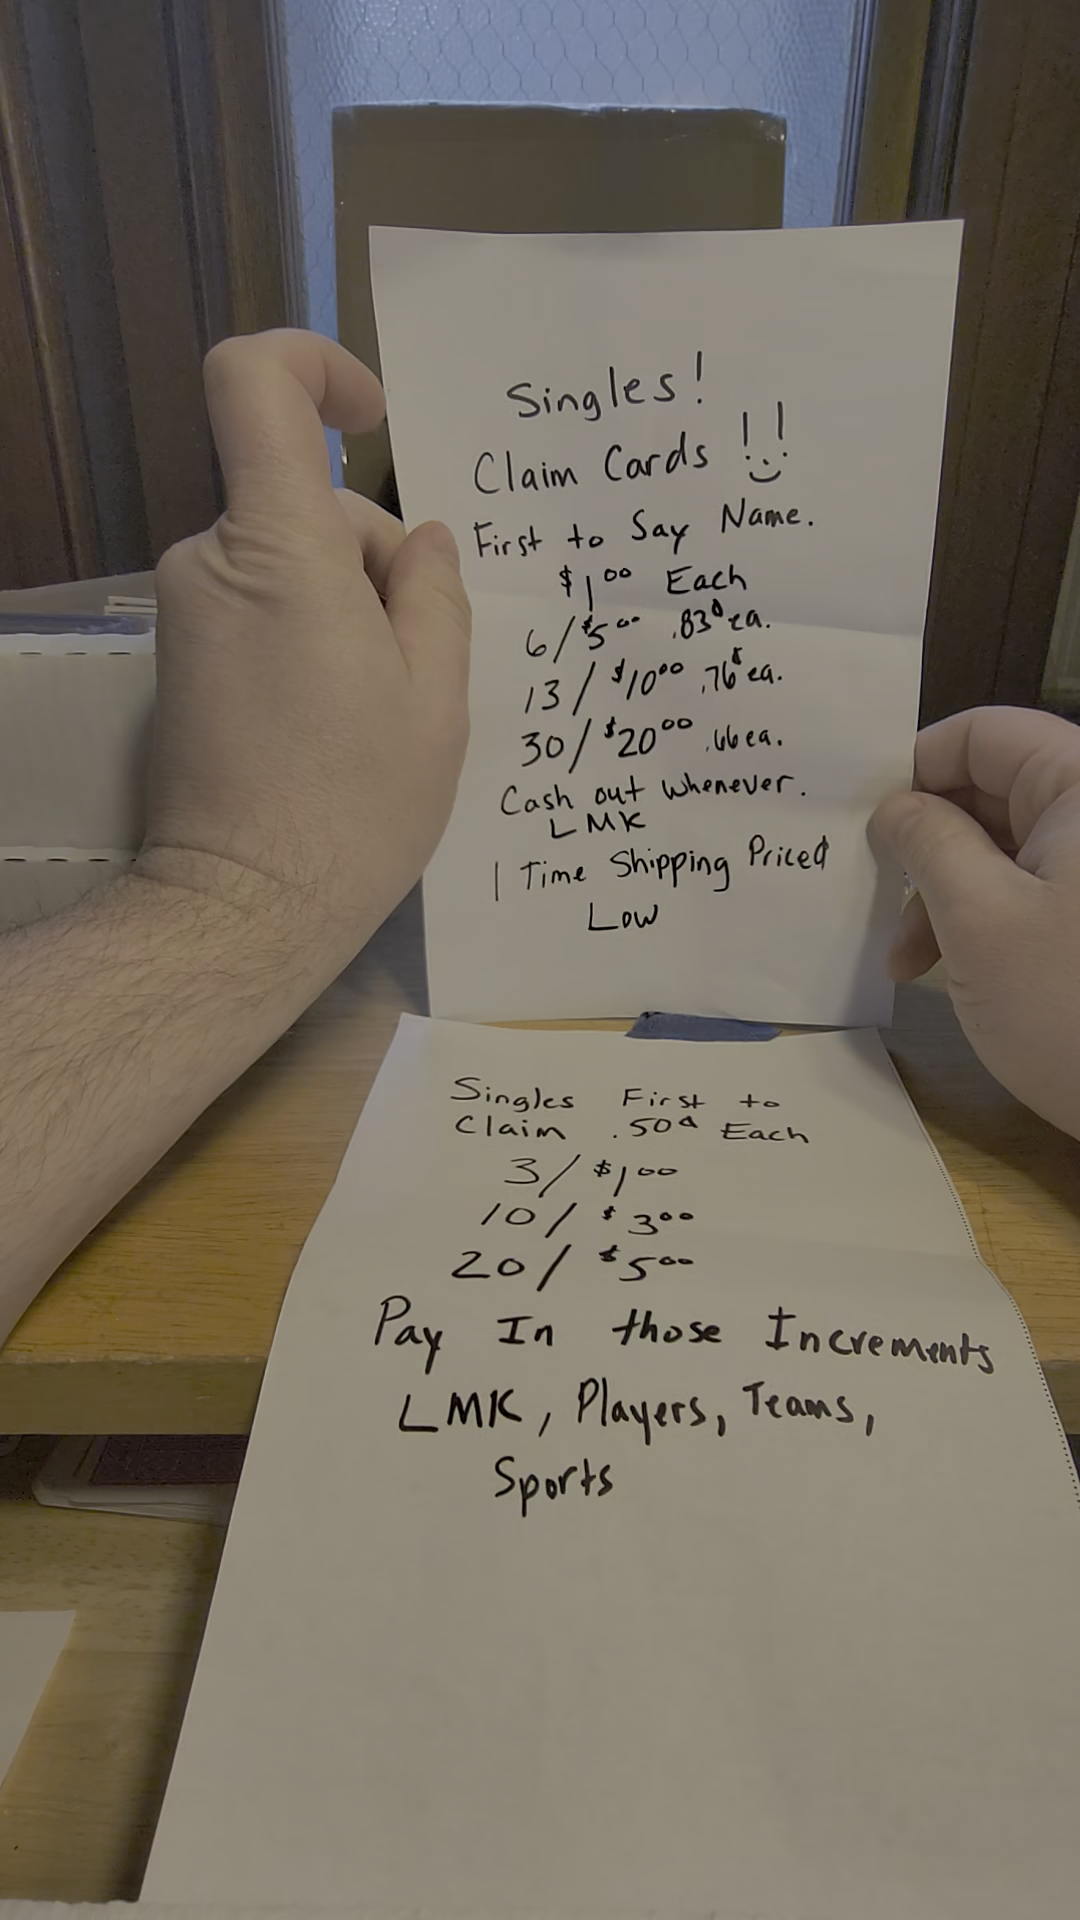 Singles!
Claim Cards !!
First to Say Name.
$1.00 Each
6/$5.00 .83¢ ea.
13/$10.00 .76¢ ea.
30/$20.00 .66 ea.
Cash out whenever.
LMK
1 Time Shipping Priced
Low
Singles First to
Claim .50¢ Each
3/$1.00
10/$3.00
20/$5.00
Pay In those Increments
LMK, Players, Teams,
Sports